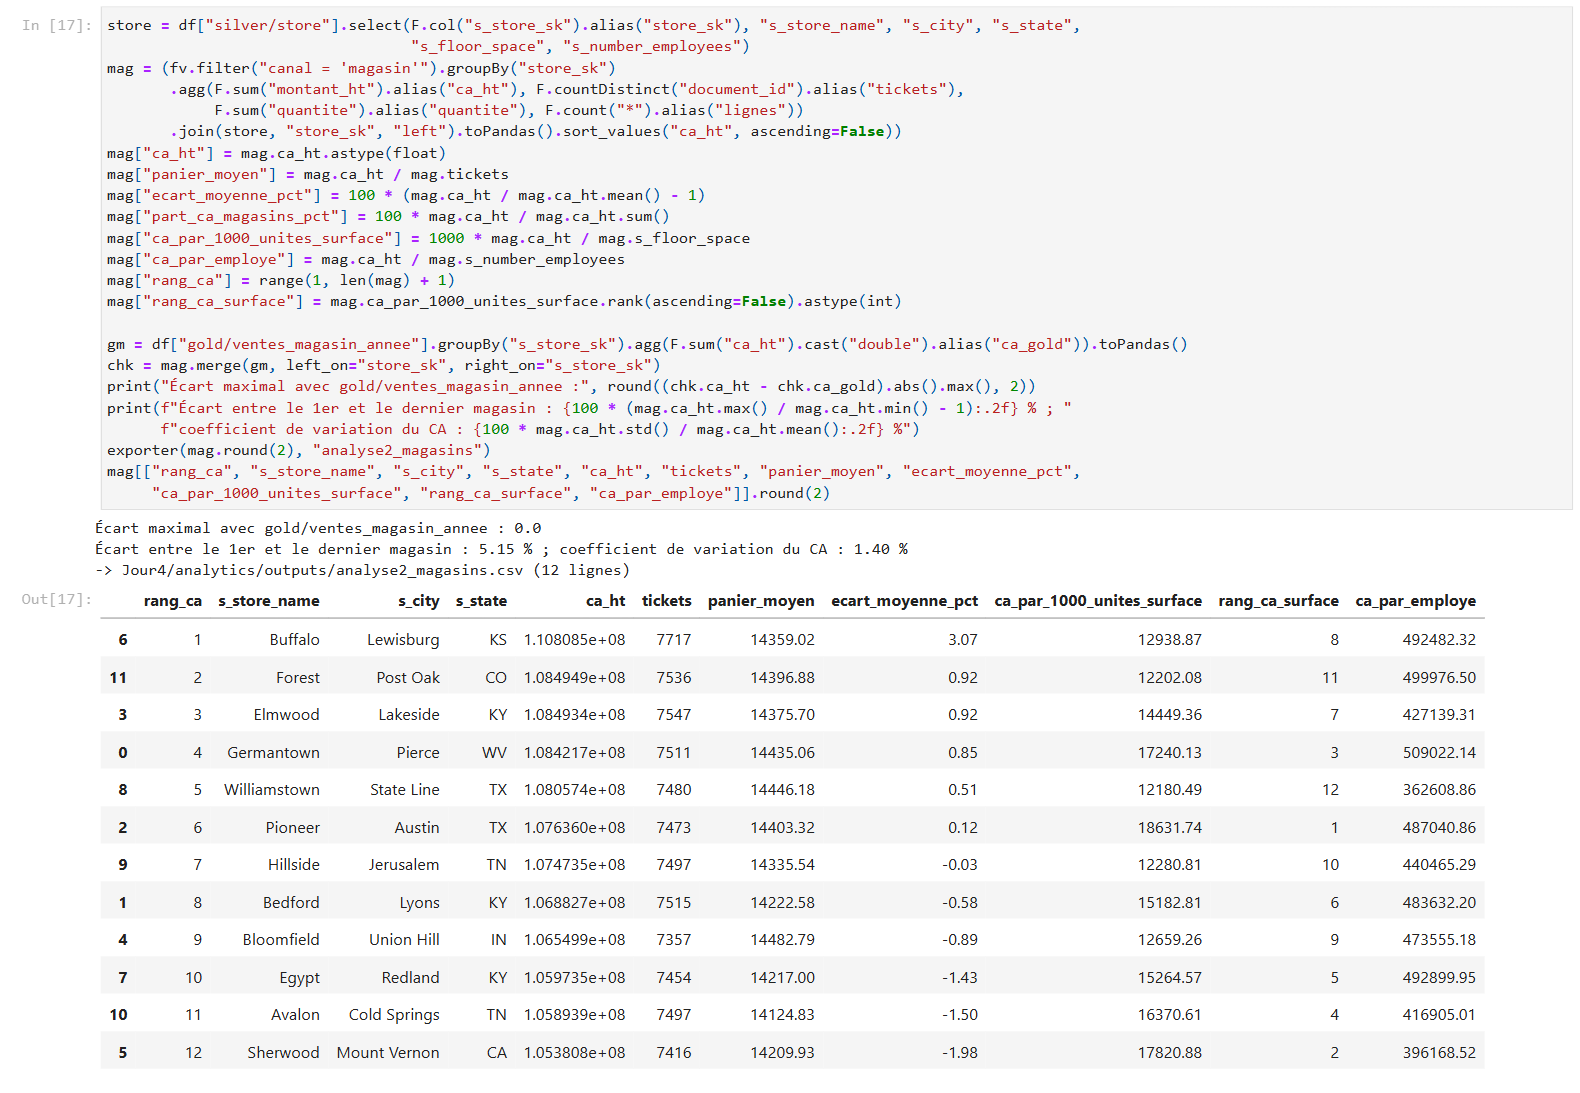 In [17]: store = df["silver/store"].select(F.col("s_store_sk").alias("store_sk"), "s_store_name", "s_city", "s_state",
                                  "s_floor_space", "s_number_employees")
mag = (fv.filter("canal = 'magasin'").groupBy("store_sk")
       .agg(F.sum("montant_ht").alias("ca_ht"), F.countDistinct("document_id").alias("tickets"),
            F.sum("quantite").alias("quantite"), F.count("*").alias("lignes"))
       .join(store, "store_sk", "left").toPandas().sort_values("ca_ht", ascending=False))
mag["ca_ht"] = mag.ca_ht.astype(float)
mag["panier_moyen"] = mag.ca_ht / mag.tickets
mag["ecart_moyenne_pct"] = 100 * (mag.ca_ht / mag.ca_ht.mean() - 1)
mag["part_ca_magasins_pct"] = 100 * mag.ca_ht / mag.ca_ht.sum()
mag["ca_par_1000_unites_surface"] = 1000 * mag.ca_ht / mag.s_floor_space
mag["ca_par_employe"] = mag.ca_ht / mag.s_number_employees
mag["rang_ca"] = range(1, len(mag) + 1)
mag["rang_ca_surface"] = mag.ca_par_1000_unites_surface.rank(ascending=False).astype(int)

gm = df["gold/ventes_magasin_annee"].groupBy("s_store_sk").agg(F.sum("ca_ht").cast("double").alias("ca_gold")).toPandas()
chk = mag.merge(gm, left_on="store_sk", right_on="s_store_sk")
print("Écart maximal avec gold/ventes_magasin_annee :", round((chk.ca_ht - chk.ca_gold).abs().max(), 2))
print(f"Écart entre le 1er et le dernier magasin : {100 * (mag.ca_ht.max() / mag.ca_ht.min() - 1):.2f} % ; "
      f"coefficient de variation du CA : {100 * mag.ca_ht.std() / mag.ca_ht.mean():.2f} %")
exporter(mag.round(2), "analyse2_magasins")
mag[["rang_ca", "s_store_name", "s_city", "s_state", "ca_ht", "tickets", "panier_moyen", "ecart_moyenne_pct",
     "ca_par_1000_unites_surface", "rang_ca_surface", "ca_par_employe"]].round(2)
Écart maximal avec gold/ventes_magasin_annee : 0.0
Écart entre le 1er et le dernier magasin : 5.15 % ; coefficient de variation du CA : 1.40 %
-> Jour4/analytics/outputs/analyse2_magasins.csv (12 lignes)
Out[17]: rang_ca s_store_name s_city s_state ca_ht tickets panier_moyen ecart_moyenne_pct ca_par_1000_unites_surface rang_ca_surface ca_par_employe
6 1 Buffalo Lewisburg KS 1.108085e+08 7717 14359.02 3.07 12938.87 8 492482.32
11 2 Forest Post Oak CO 1.084949e+08 7536 14396.88 0.92 12202.08 11 499976.50
3 3 Elmwood Lakeside KY 1.084934e+08 7547 14375.70 0.92 14449.36 7 427139.31
0 4 Germantown Pierce WV 1.084217e+08 7511 14435.06 0.85 17240.13 3 509022.14
8 5 Williamstown State Line TX 1.080574e+08 7480 14446.18 0.51 12180.49 12 362608.86
2 6 Pioneer Austin TX 1.076360e+08 7473 14403.32 0.12 18631.74 1 487040.86
9 7 Hillside Jerusalem TN 1.074735e+08 7497 14335.54 -0.03 12280.81 10 440465.29
1 8 Bedford Lyons KY 1.068827e+08 7515 14222.58 -0.58 15182.81 6 483632.20
4 9 Bloomfield Union Hill IN 1.065499e+08 7357 14482.79 -0.89 12659.26 9 473555.18
7 10 Egypt Redland KY 1.059735e+08 7454 14217.00 -1.43 15264.57 5 492899.95
10 11 Avalon Cold Springs TN 1.058939e+08 7497 14124.83 -1.50 16370.61 4 416905.01
5 12 Sherwood Mount Vernon CA 1.053808e+08 7416 14209.93 -1.98 17820.88 2 396168.52